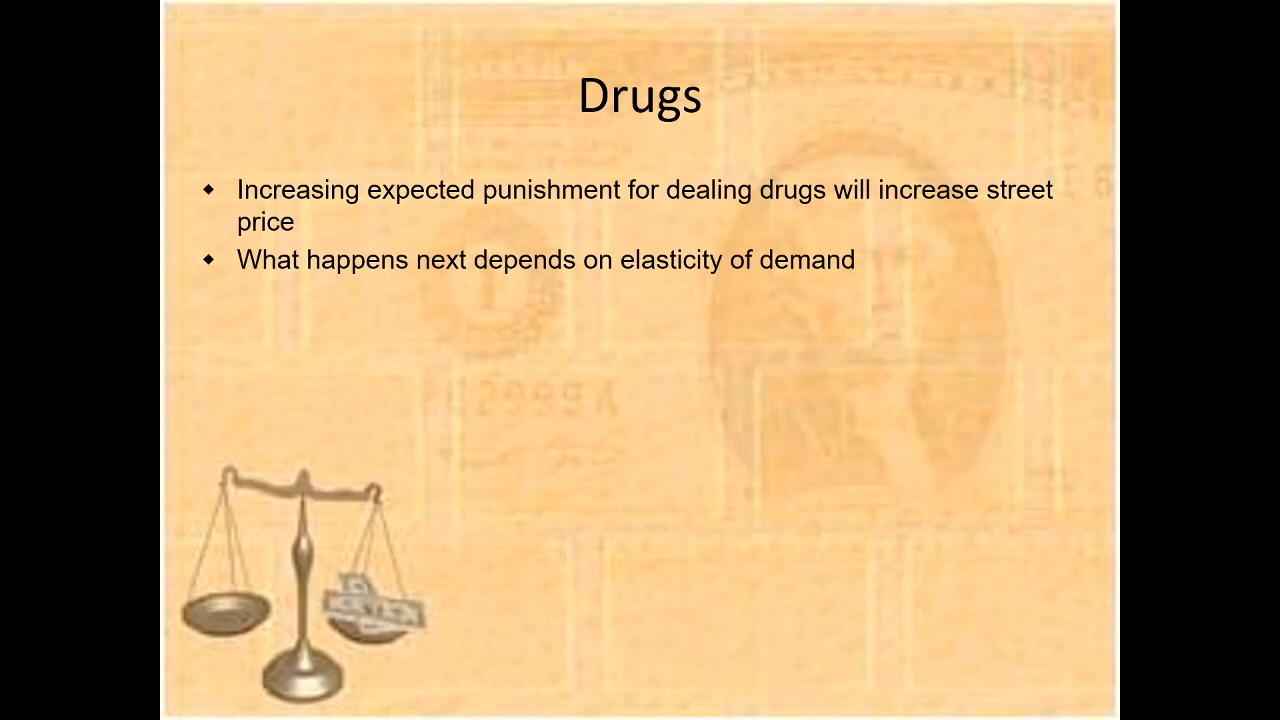 Drugs
Increasing expected punishment for dealing drugs will increase street
price
What happens next depends on elasticity of demand